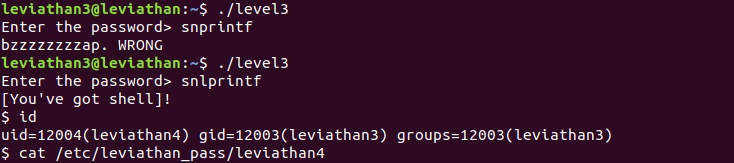 leviathan3@leviathan:~$ ./level3
Enter the password> snprintf
bzzzzzzzzap. WRONG
leviathan3@leviathan:~$ ./level3
Enter the password> snlprintf
[You've got shell]!
$ id
uid=12004(leviathan4) gid=12003(leviathan3) groups=12003(leviathan3)
$ cat /etc/leviathan_pass/leviathan4